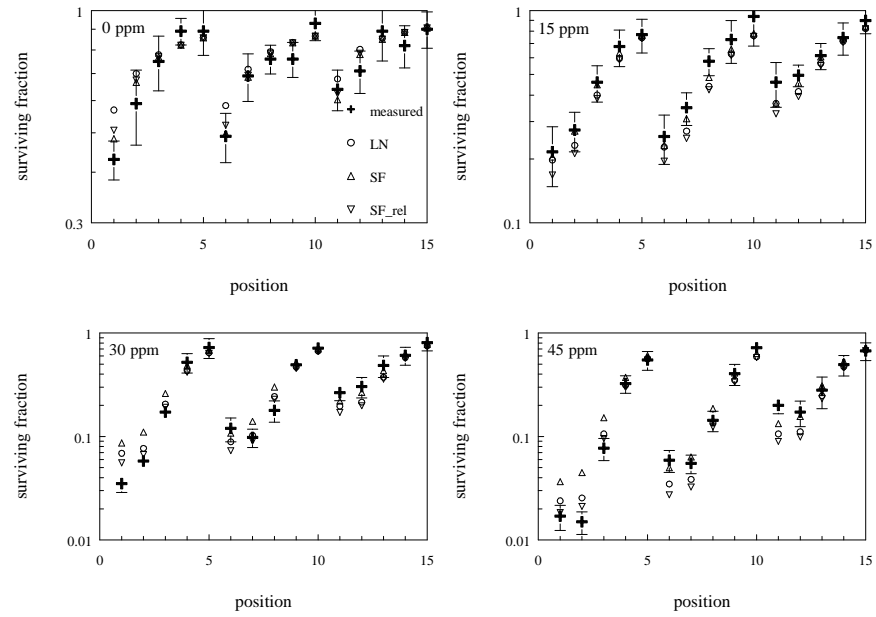 1
0 ppm
measured
LN
SF
SF_rel
surviving fraction
0.3
0
5
10
15
position
1
15 ppm
surviving fraction
0.1
0
5
10
15
position
1
30 ppm
surviving fraction
0.1
0.01
0
5
10
15
position
1
45 ppm
surviving fraction
0.1
0.01
0
5
10
15
position